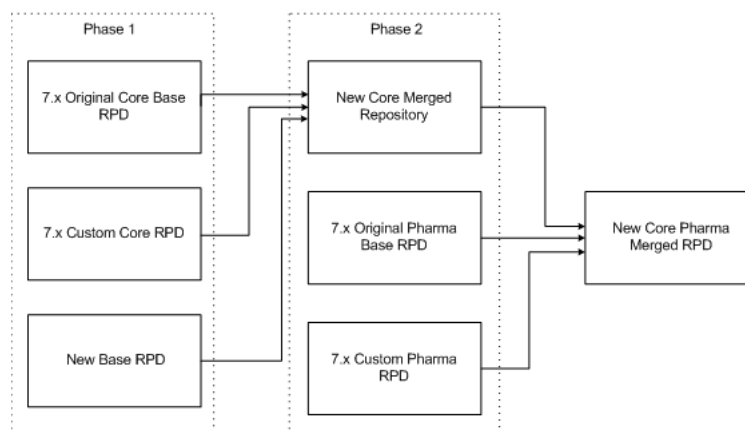 Phase 1
Phase 2
7.x Original Core Base
RPD
New Core Merged
Repository
7.x Custom Core RPD
7.x Original Pharma
Base RPD
New Core Pharma
Merged RPD
New Base RPD
7.x Custom Pharma
RPD